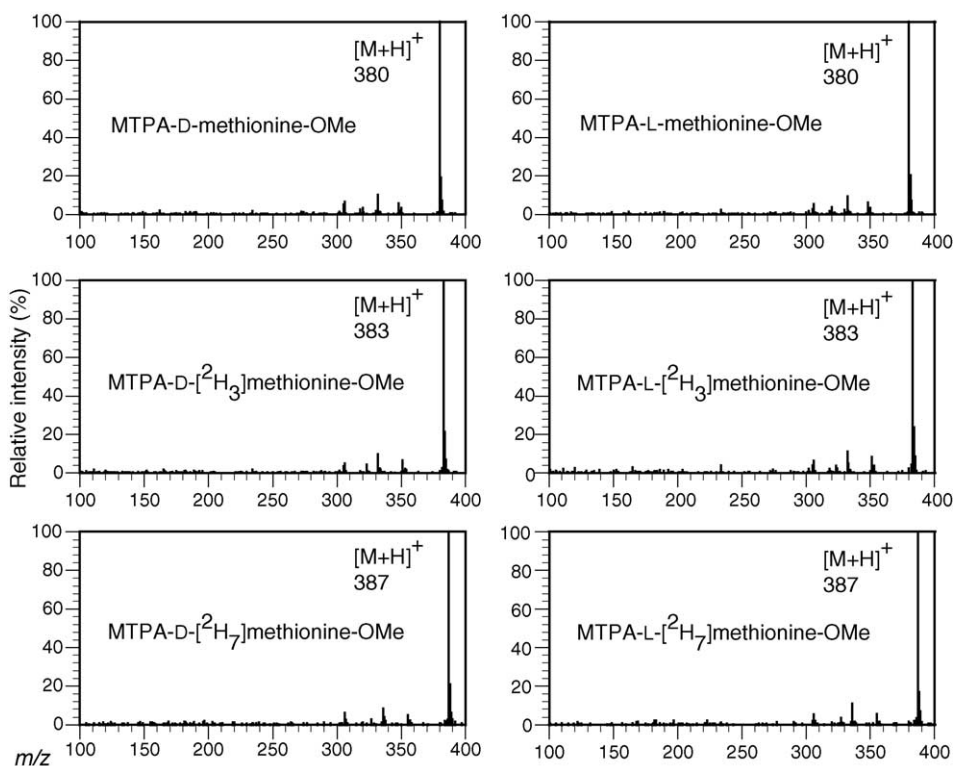 100
80
60
40
20
0
[M+H]+
380
MTPA-D-methionine-OMe
100 150 200 250 300 350 400
100
80
60
40
20
0
[M+H]+
380
MTPA-L-methionine-OMe
100 150 200 250 300 350 400
Relative intensity (%)
100
80
60
40
20
0
[M+H]+
383
MTPA-D-[2H3]methionine-OMe
100 150 200 250 300 350 400
100
80
60
40
20
0
[M+H]+
383
MTPA-L-[2H3]methionine-OMe
100 150 200 250 300 350 400
100
80
60
40
20
0
[M+H]+
387
MTPA-D-[2H7]methionine-OMe
100 150 200 250 300 350 400
100
80
60
40
20
0
[M+H]+
387
MTPA-L-[2H7]methionine-OMe
100 150 200 250 300 350 400
m/z